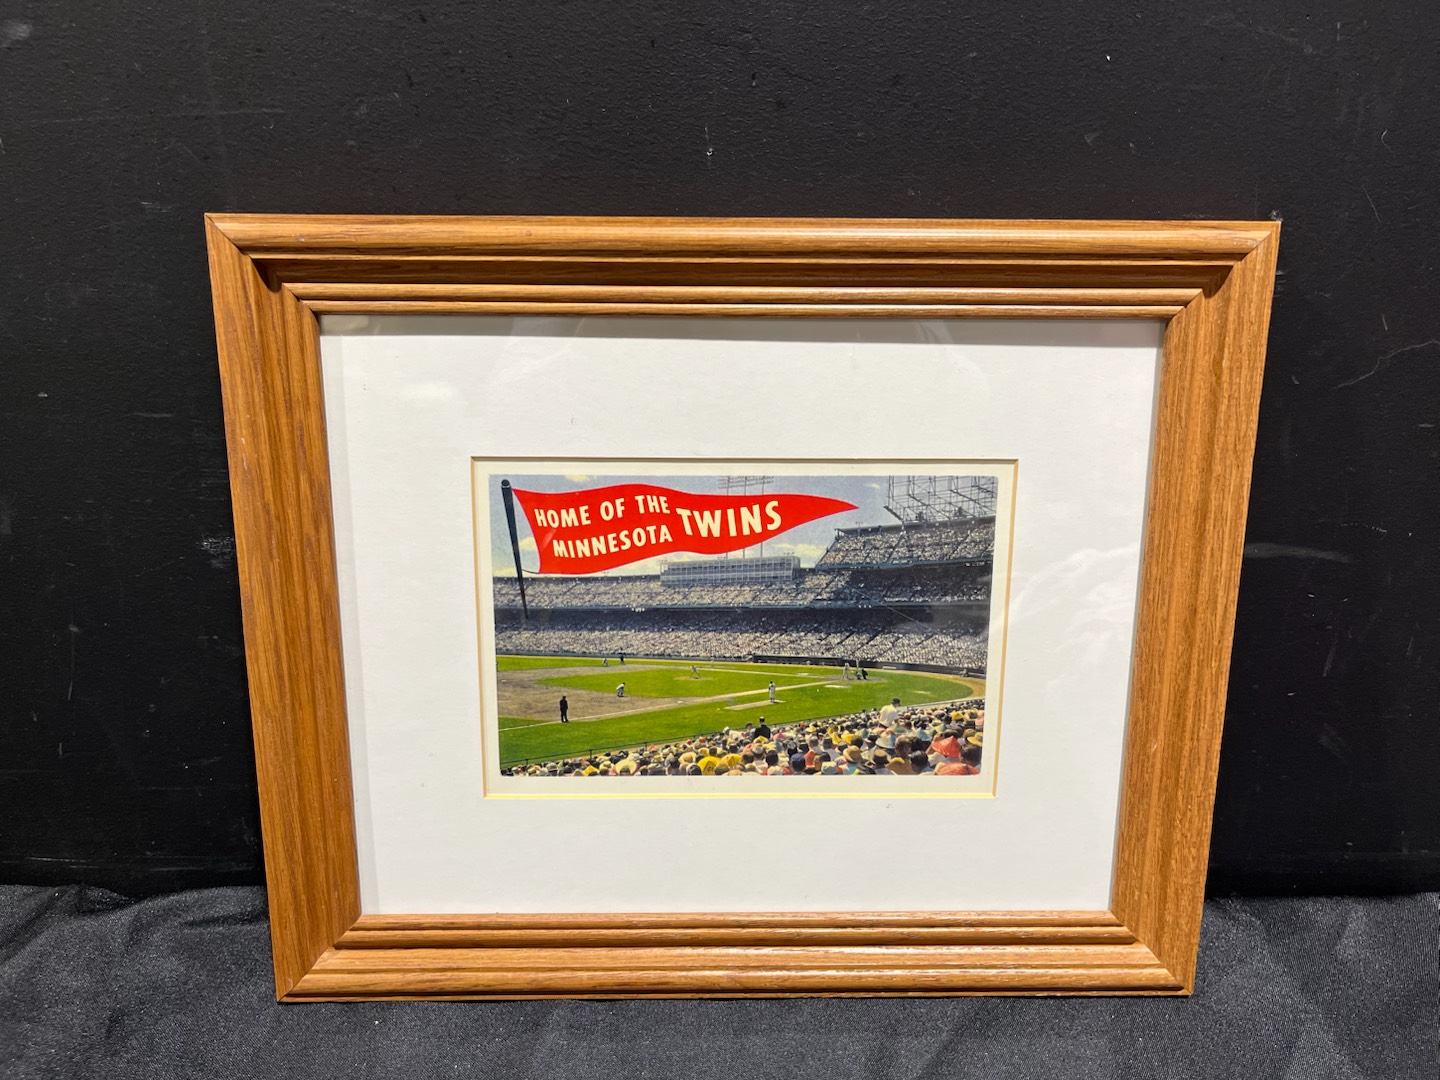 HOME OF THE
MINNESOTA TWINS